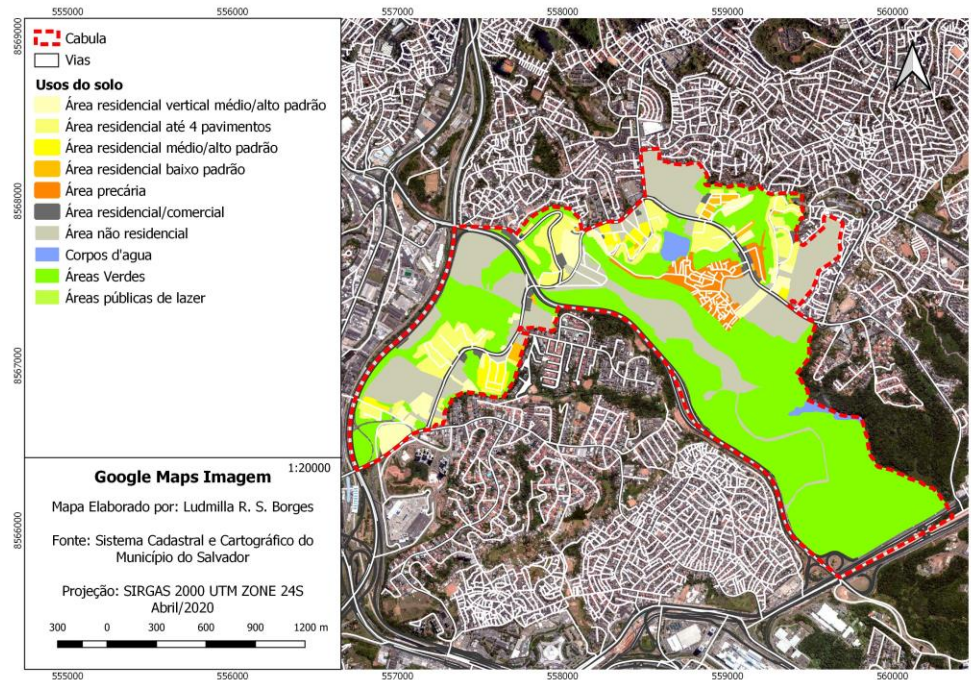 555000 556000 557000 558000 559000 560000
8569000
8568000
8567000
8566000
Cabula
Vias
Usos do solo
Área residencial vertical médio/alto padrão
Área residencial até 4 pavimentos
Área residencial médio/alto padrão
Área residencial baixo padrão
Área precária
Área residencial/comercial
Área não residencial
Corpos d'agua
Áreas Verdes
Áreas públicas de lazer
1:20000
Google Maps Imagem
Mapa Elaborado por: Ludmilla R. S. Borges
Fonte: Sistema Cadastral e Cartográfico do
Município do Salvador
Projeção: SIRGAS 2000 UTM ZONE 24S
Abril/2020
300 0 300 600 900 1200 m
555000 556000 557000 558000 559000 560000